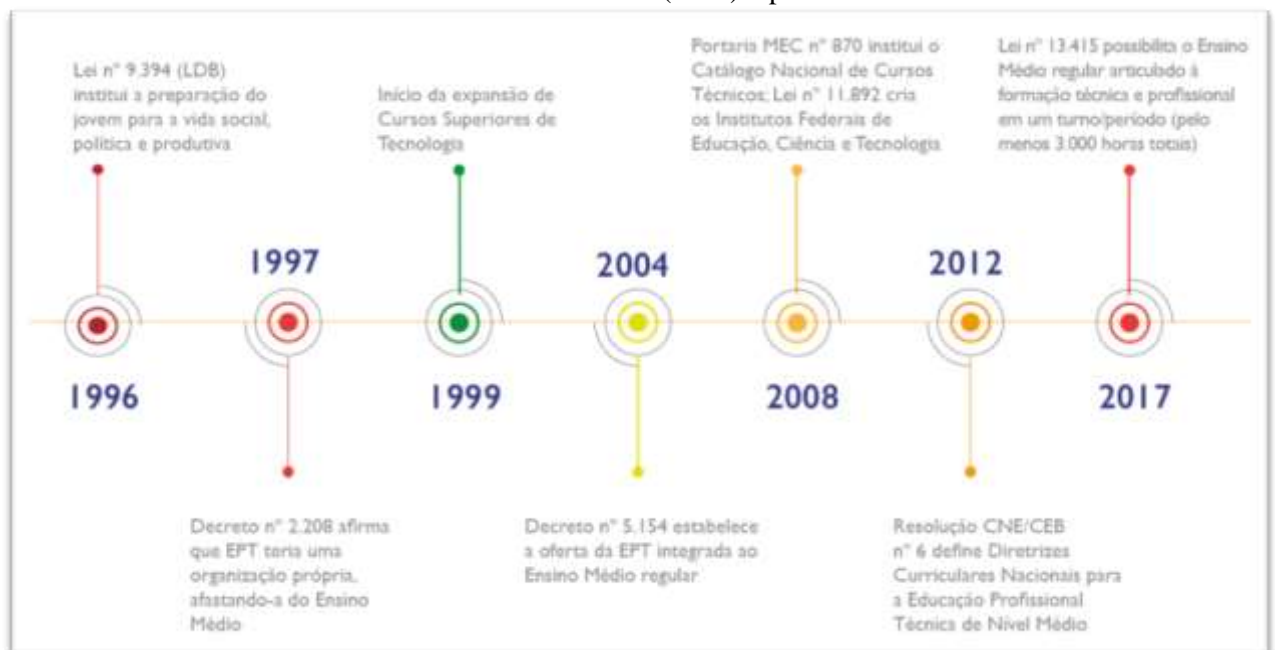 Lei nº 9.394 (LDB)
institui a preparação do
jovem para a vida social,
política e produtiva
1996
1997
Decreto nº 2.208 afirma
que EPT teria uma
organização própria,
afastando-a do Ensino
Médio
Início da expansão de
Cursos Superiores de
Tecnologia
1999
2004
Decreto nº 5.154 estabelece
a oferta da EPT integrada ao
Ensino Médio regular
Portaria MEC nº 870 institui o
Catálogo Nacional de Cursos
Técnicos; Lei nº 11.892 cria
os Institutos Federais de
Educação, Ciência e Tecnologia
2008
2012
Resolução CNE/CEB
nº 6 define Diretrizes
Curriculares Nacionais para
a Educação Profissional
Técnica de Nível Médio
Lei nº 13.415 possibilita o Ensino
Médio regular articulado à
formação técnica e profissional
em um turno/período (pelo
menos 3.000 horas totais)
2017